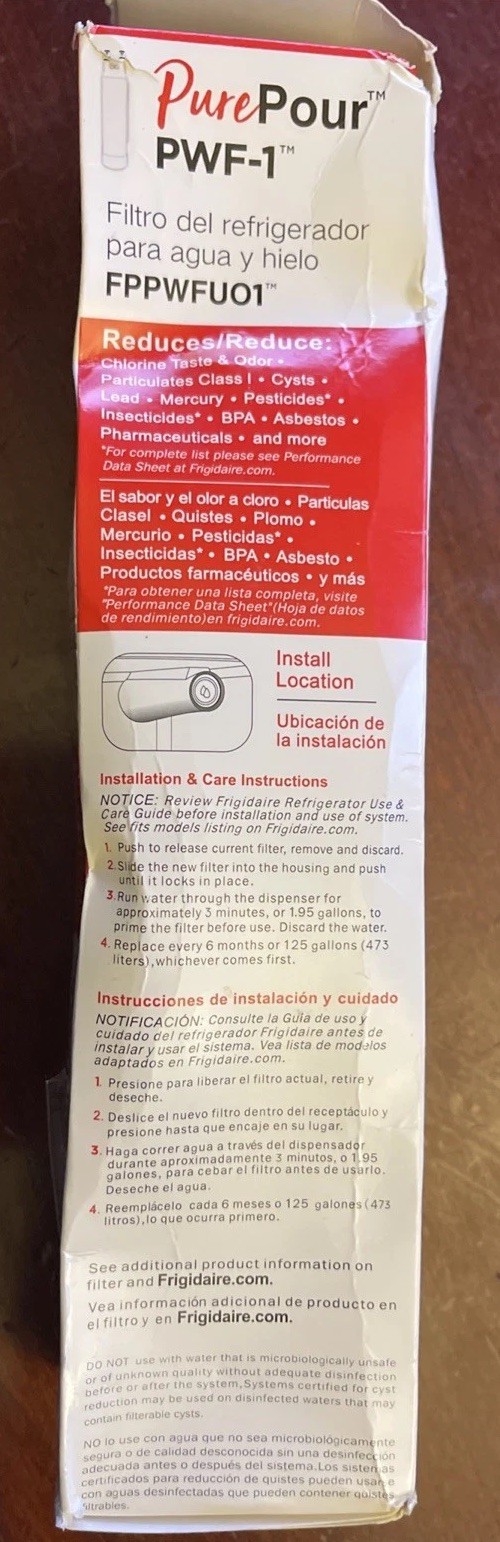 PurePour™
PWF-1™
Filtro del refrigerador
para agua y hielo
FPPWFU01™
Reduces/Reduce:
Chlorine Taste & Odor •
Particulates Class I • Cysts •
Lead • Mercury • Pesticides* •
Insecticides* • BPA • Asbestos •
Pharmaceuticals • and more
*For complete list please see Performance
Data Sheet at Frigidaire.com.
El sabor y el olor a cloro • Particulas
Clasel • Quistes • Plomo •
Mercurio • Pesticidas* •
Insecticidas* • BPA • Asbesto •
Productos farmacéuticos • y más
*Para obtener una lista completa, visite
"Performance Data Sheet"(Hoja de datos
de rendimiento)en frigidaire.com.
Install
Location
Ubicación de
la instalación
Installation & Care Instructions
NOTICE: Review Frigidaire Refrigerator Use &
Care Guide before installation and use of system.
See fits models listing on Frigidaire.com.
1. Push to release current filter, remove and discard.
2. Slide the new filter into the housing and push
until it locks in place.
3. Run water through the dispenser for
approximately 3 minutes, or 1.95 gallons, to
prime the filter before use. Discard the water.
4. Replace every 6 months or 125 gallons (473
liters),whichever comes first.
Instrucciones de instalación y cuidado
NOTIFICACIÓN: Consulte la Guía de uso y
cuidado del refrigerador Frigidaire antes de
instalar y usar el sistema. Vea lista de modelos
adaptados en Frigidaire.com.
1. Presione para liberar el filtro actual, retire y
deseche.
2. Deslice el nuevo filtro dentro del receptáculo y
presione hasta que encaje en su lugar.
3. Haga correr agua a través del dispensador
durante aproximadamente 3 minutos, o 1.95
galones, para cebar el filtro antes de usarlo.
Deseche el agua.
4. Reemplácelo cada 6 meses o 125 galones (473
litros),lo que ocurra primero.
See additional product information on
filter and Frigidaire.com.
Vea información adicional de producto en
el filtro y en Frigidaire.com.
DO NOT use with water that is microbiologically unsafe
or of unknown quality without adequate disinfection
before or after the system,Systems certified for cyst
reduction may be used on disinfected waters that may
contain filterable cysts.
NO lo use con agua que no sea microbiológicamente
segura o de calidad desconocida sin una desinfección
adecuada antes o después del sistema.Los sistemas
certificados para reducción de quistes pueden usarse
con aguas desinfectadas que pueden contener quistes
filtrables.